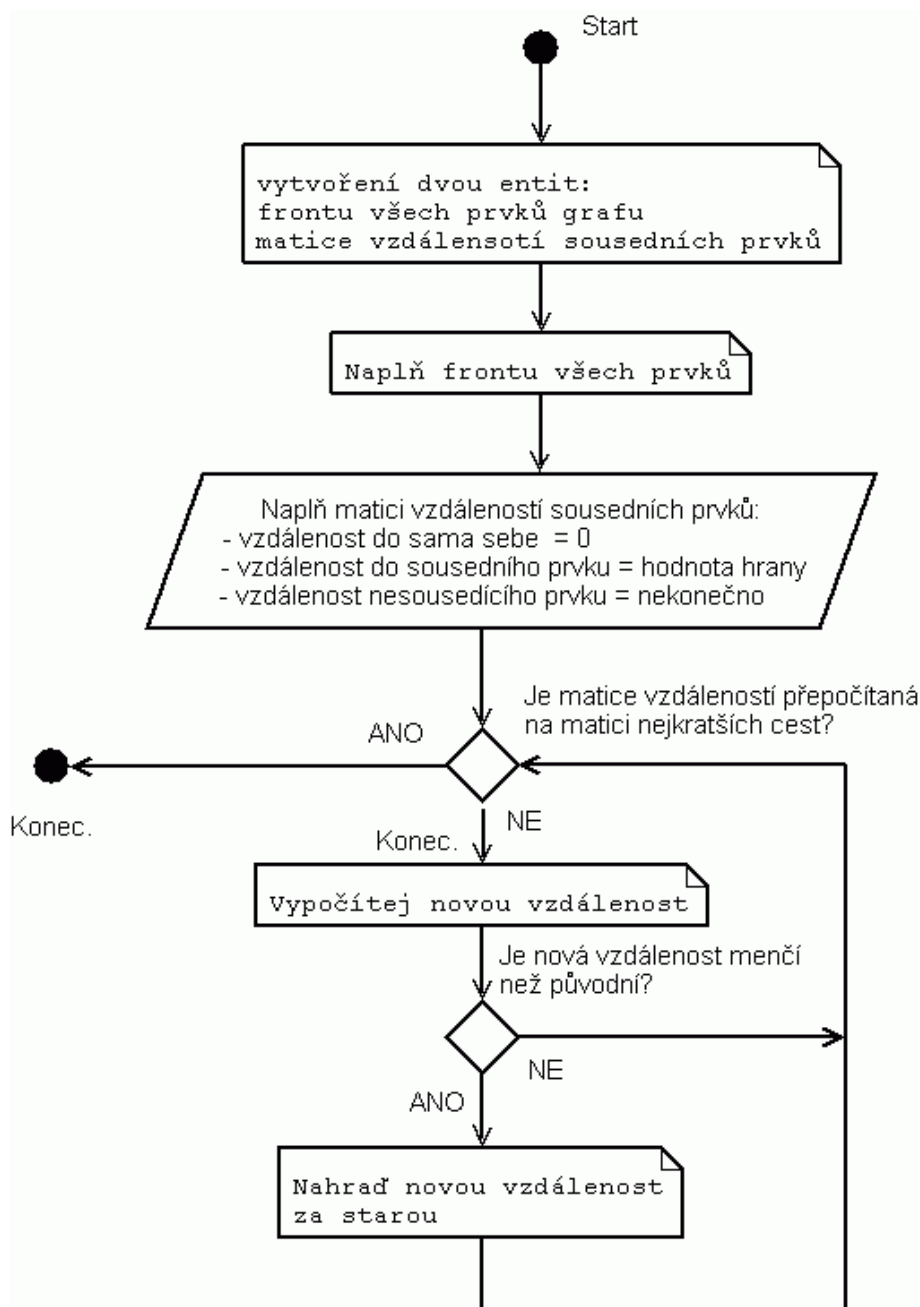 Start
vytvoření dvou entit:
frontu všech prvků grafu
matice vzdálensotí sousedních prvků
Naplň frontu všech prvků
Naplň matici vzdáleností sousedních prvků:
- vzdálenost do sama sebe = 0
- vzdálenost do sousedního prvku = hodnota hrany
- vzdálenost nesousedícího prvku = nekonečno
Je matice vzdáleností přepočítaná
na matici nejkratších cest?
ANO
Konec.
NE
Konec.
Vypočítej novou vzdálenost
Je nová vzdálenost menčí
než původní?
NE
ANO
Nahraď novou vzdálenost
za starou